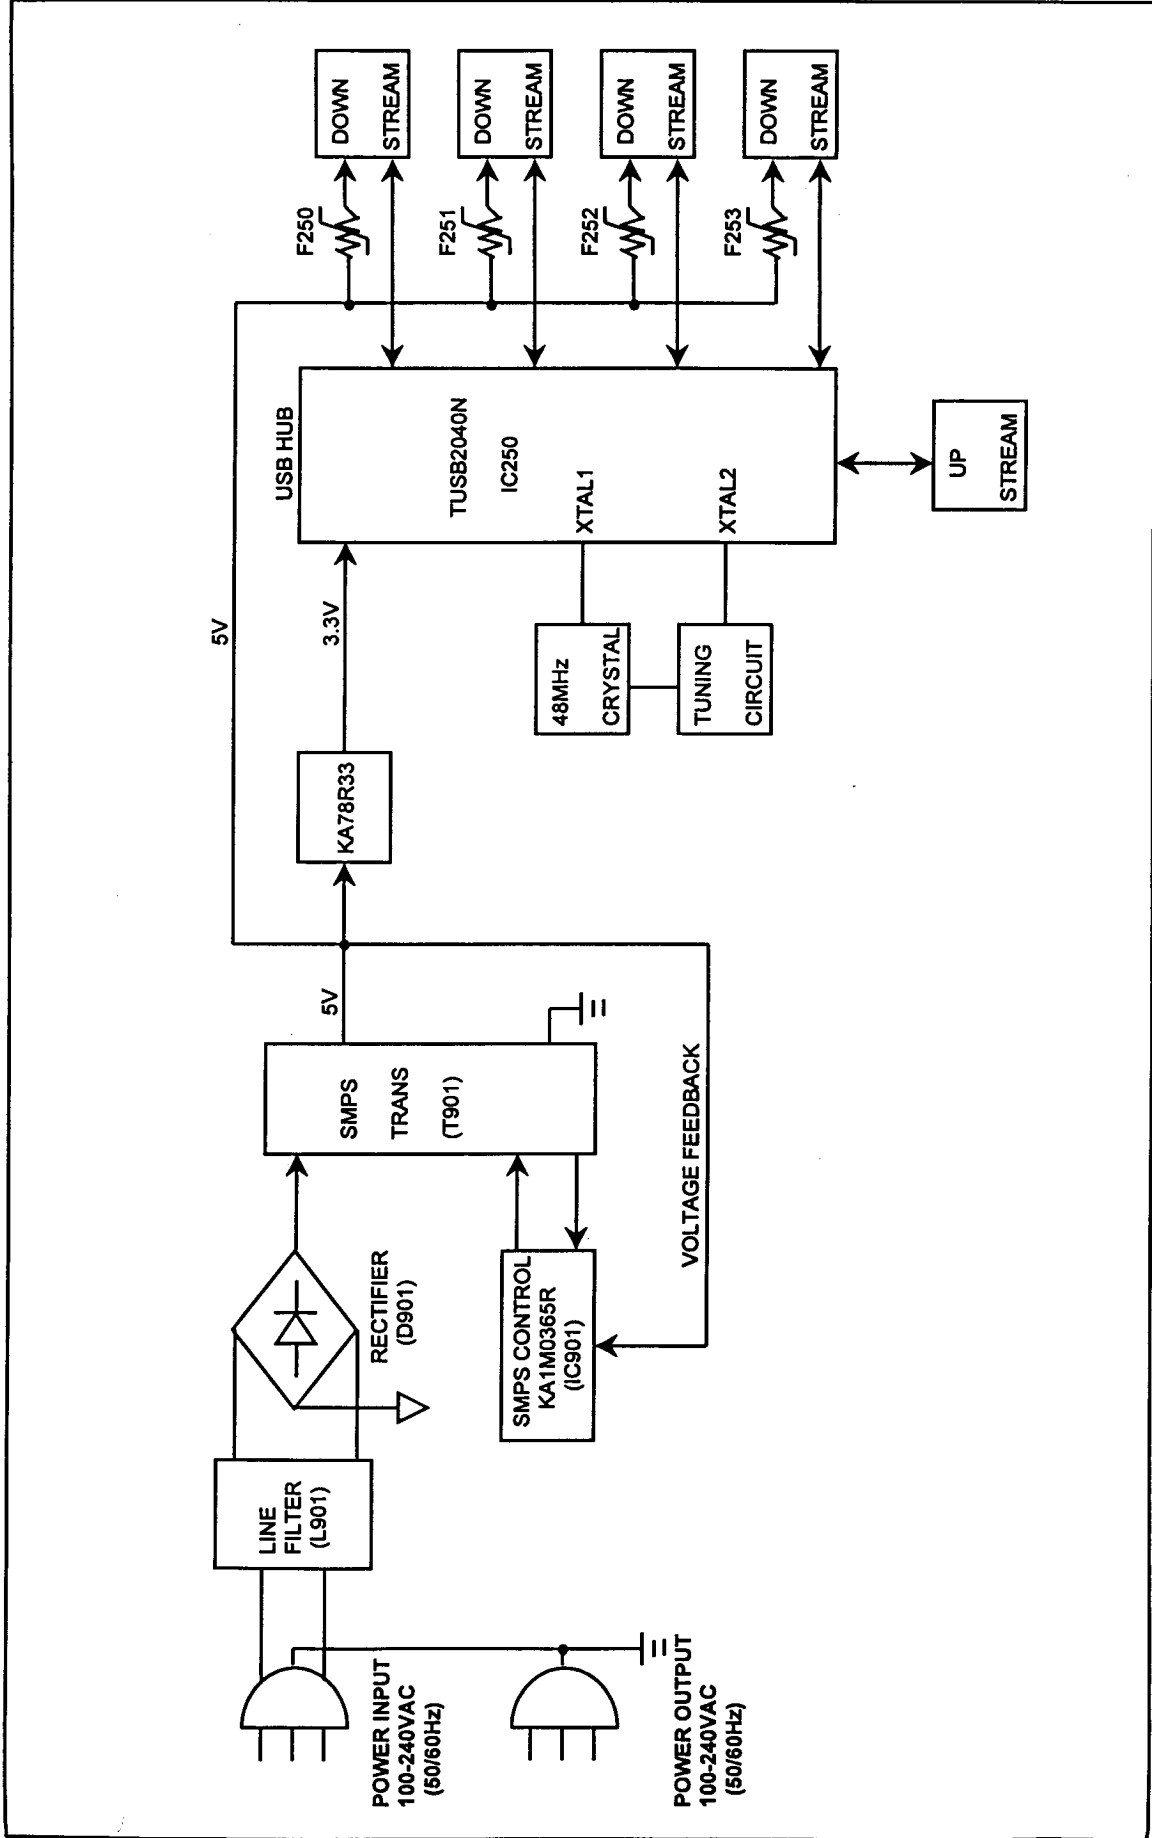 POWER INPUT
100-240VAC
(50/60Hz)
POWER OUTPUT
100-240VAC
(50/60Hz)
LINE
FILTER
(L901)
RECTIFIER
(D901)
SMPS CONTROL
KA1M0365R
(IC901)
SMPS
TRANS
(T901)
VOLTAGE FEEDBACK
5V
5V
KA78R33
3.3V
48MHz
CRYSTAL
TUNING
CIRCUIT
USB HUB
TUSB2040N
IC250
XTAL1
XTAL2
UP
STREAM
F250
DOWN
STREAM
F251
DOWN
STREAM
F252
DOWN
STREAM
F253
DOWN
STREAM